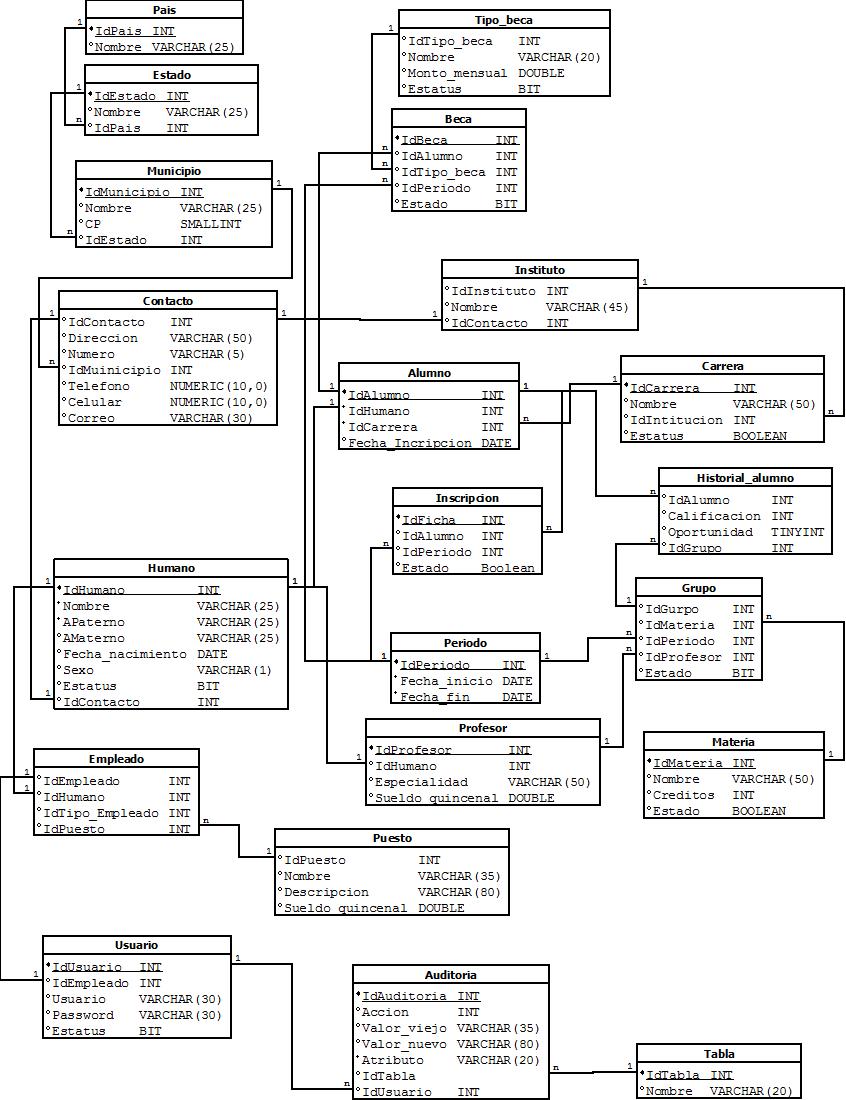 Pais
IdPais INT
Nombre VARCHAR(25)
Estado
IdEstado INT
Nombre VARCHAR(25)
IdPais INT
Municipio
IdMunicipio INT
Nombre VARCHAR(25)
CP SMALLINT
IdEstado INT
Contacto
IdContacto INT
Direccion VARCHAR(50)
Numero VARCHAR(5)
IdMuinicipio INT
Telefono NUMERIC(10,0)
Celular NUMERIC(10,0)
Correo VARCHAR(30)
Tipo_beca
IdTipo_beca INT
Nombre VARCHAR(20)
Monto_mensual DOUBLE
Estatus BIT
Beca
IdBeca INT
IdAlumno INT
IdTipo_beca INT
IdPeriodo INT
Estado BIT
Instituto
IdInstituto INT
Nombre VARCHAR(45)
IdContacto INT
Alumno
IdAlumno INT
IdHumano INT
IdCarrera INT
Fecha_Incripcion DATE
Carrera
IdCarrera INT
Nombre VARCHAR(50)
IdIntitucion INT
Estatus BOOLEAN
Historial_alumno
IdAlumno INT
Calificacion INT
Oportunidad TINYINT
IdGrupo INT
Inscripcion
IdFicha INT
IdAlumno INT
IdPeriodo INT
Estado Boolean
Humano
IdHumano INT
Nombre VARCHAR(25)
APaterno VARCHAR(25)
AMaterno VARCHAR(25)
Fecha_nacimiento DATE
Sexo VARCHAR(1)
Estatus BIT
IdContacto INT
Grupo
IdGurpo INT
IdMateria INT
IdPeriodo INT
IdProfesor INT
Estado BIT
Periodo
IdPeriodo INT
Fecha_inicio DATE
Fecha_fin DATE
Profesor
IdProfesor INT
IdHumano INT
Especialidad VARCHAR(50)
Sueldo_quincenal DOUBLE
Materia
IdMateria INT
Nombre VARCHAR(50)
Creditos INT
Estado BOOLEAN
Empleado
IdEmpleado INT
IdHumano INT
IdTipo_Empleado INT
IdPuesto INT
Puesto
IdPuesto INT
Nombre VARCHAR(35)
Descripcion VARCHAR(80)
Sueldo_quincenal DOUBLE
Usuario
IdUsuario INT
IdEmpleado INT
Usuario VARCHAR(30)
Password VARCHAR(30)
Estatus BIT
Auditoria
IdAuditoria INT
Accion INT
Valor_viejo VARCHAR(35)
Valor_nuevo VARCHAR(80)
Atributo VARCHAR(20)
IdTabla
IdUsuario INT
Tabla
IdTabla INT
Nombre VARCHAR(20)